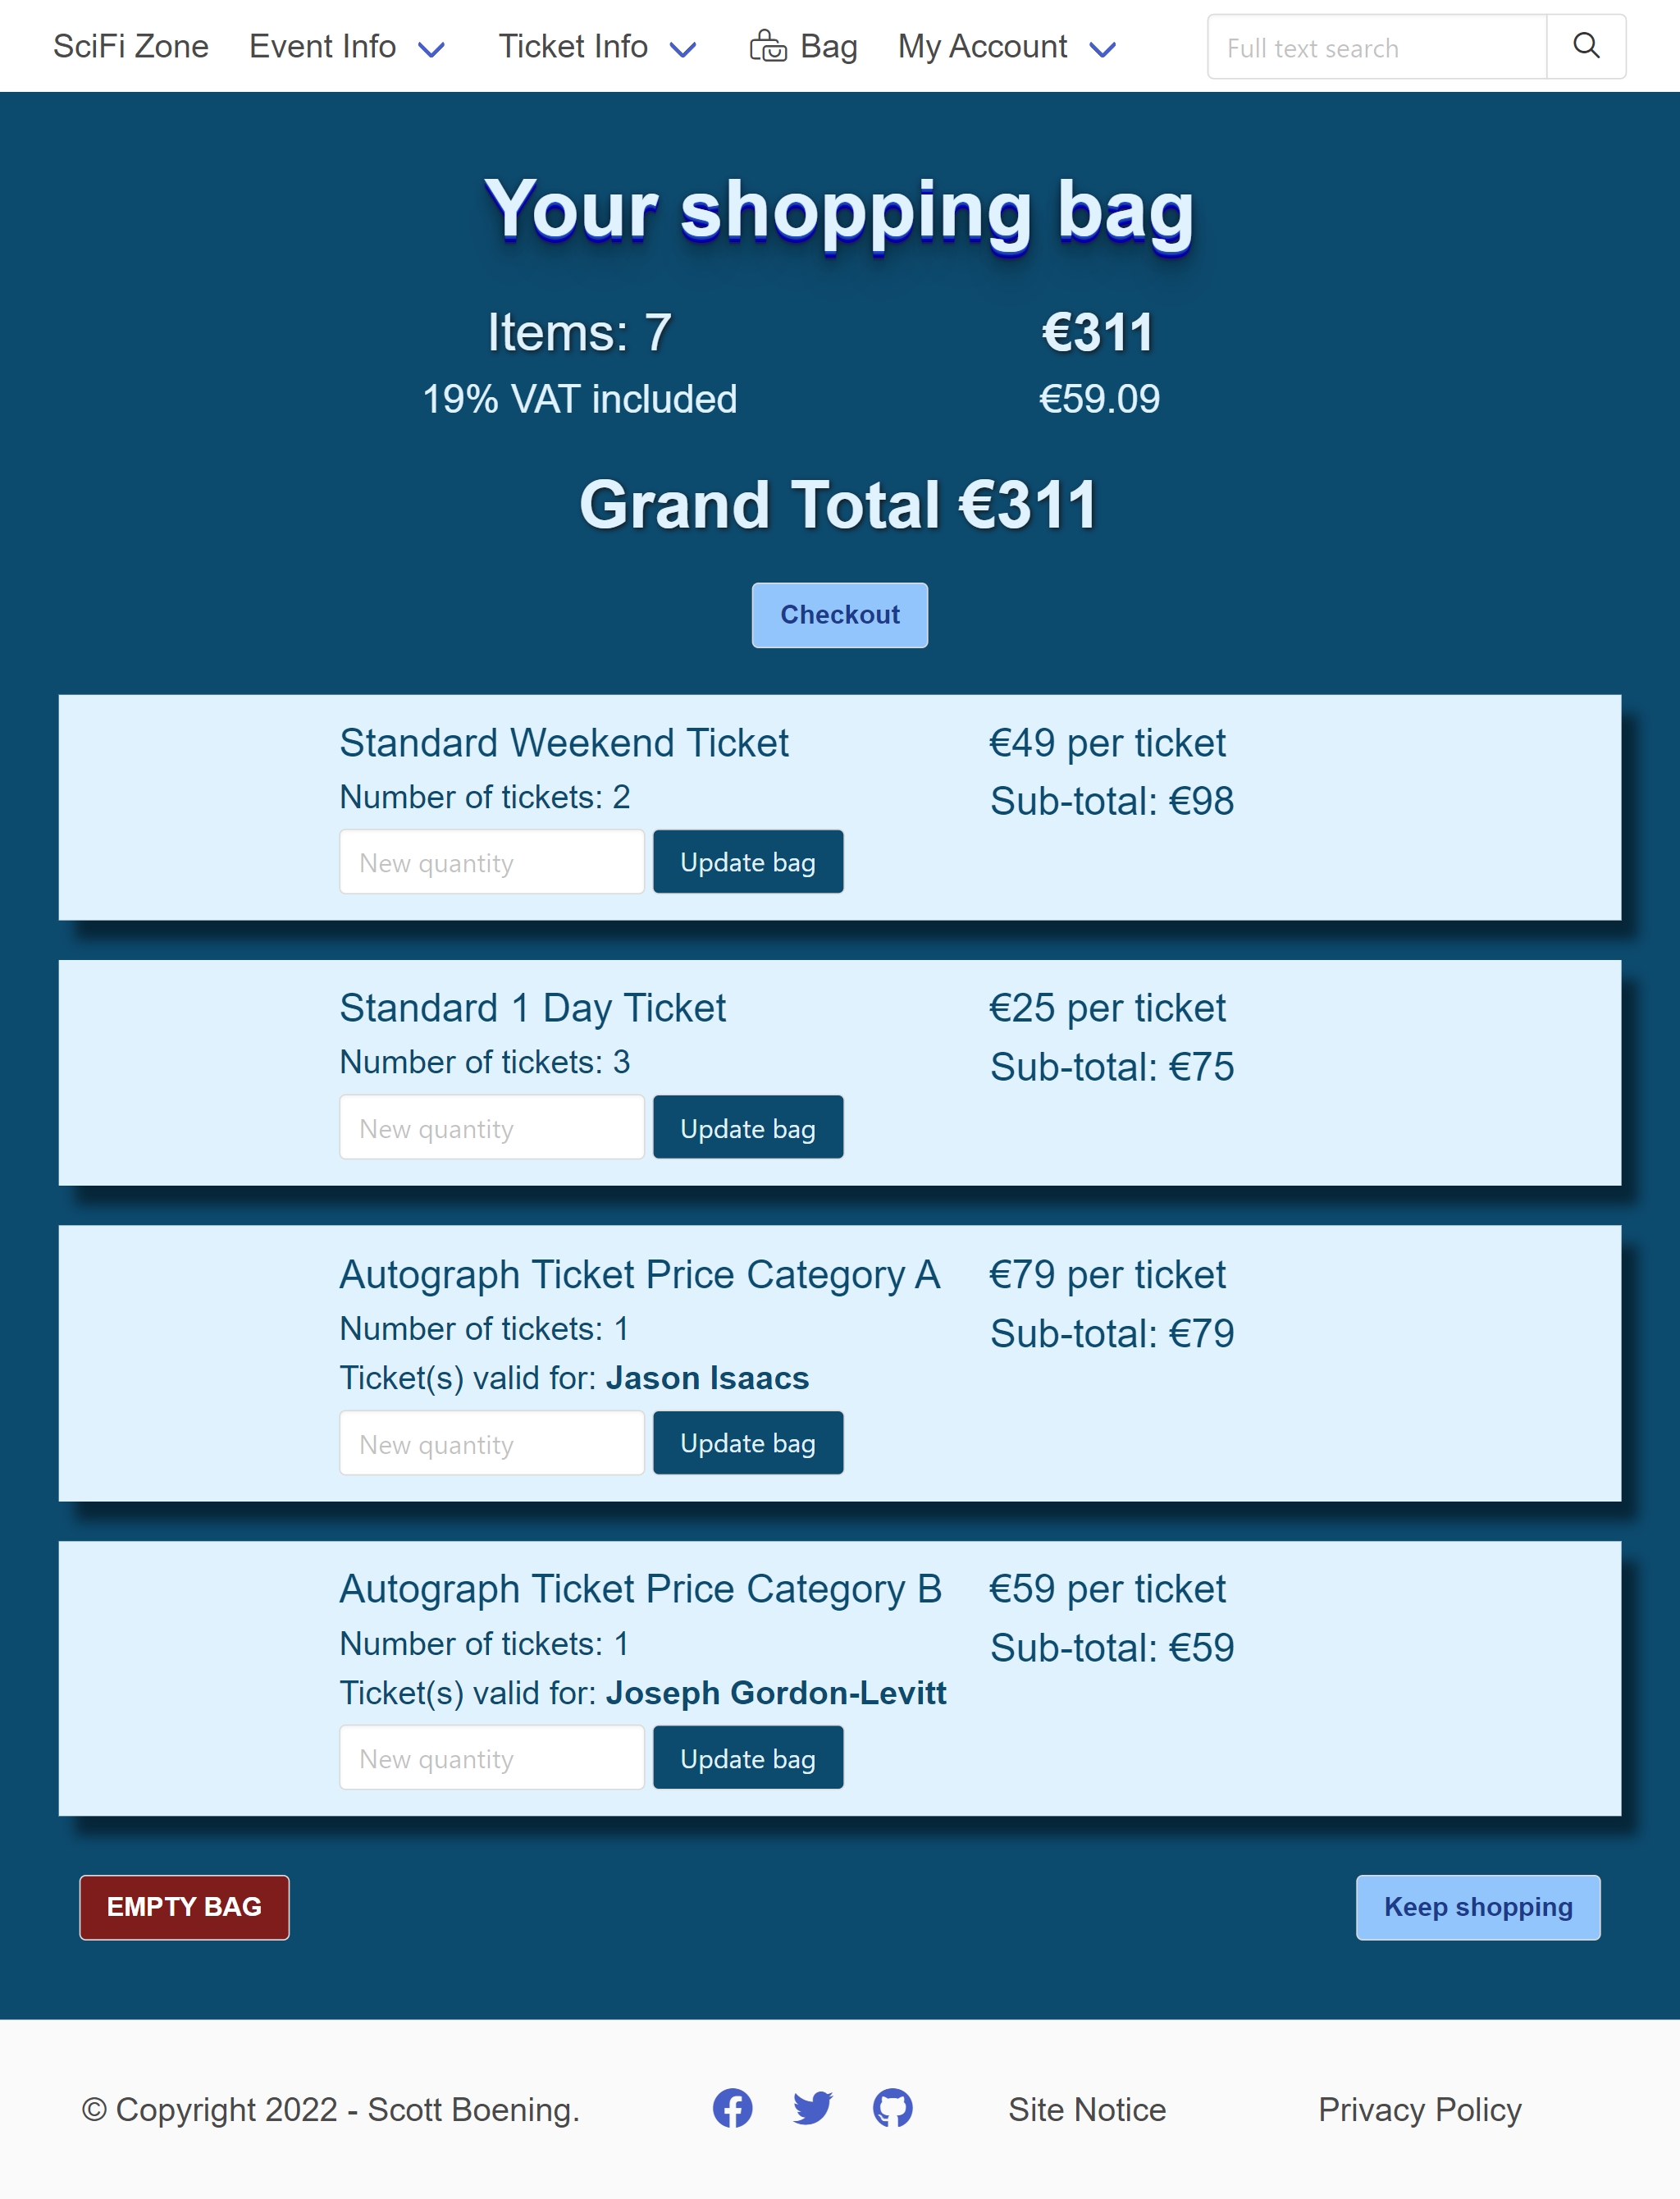 SciFi Zone Event Info Ticket Info Bag My Account Full text search
Your shopping bag
Items: 7 €311
19% VAT included €59.09
Grand Total €311
Checkout
Standard Weekend Ticket €49 per ticket
Number of tickets: 2 Sub-total: €98
New quantity Update bag
Standard 1 Day Ticket €25 per ticket
Number of tickets: 3 Sub-total: €75
New quantity Update bag
Autograph Ticket Price Category A €79 per ticket
Number of tickets: 1 Sub-total: €79
Ticket(s) valid for: Jason Isaacs
New quantity Update bag
Autograph Ticket Price Category B €59 per ticket
Number of tickets: 1 Sub-total: €59
Ticket(s) valid for: Joseph Gordon-Levitt
New quantity Update bag
EMPTY BAG Keep shopping
© Copyright 2022 - Scott Boening. Site Notice Privacy Policy